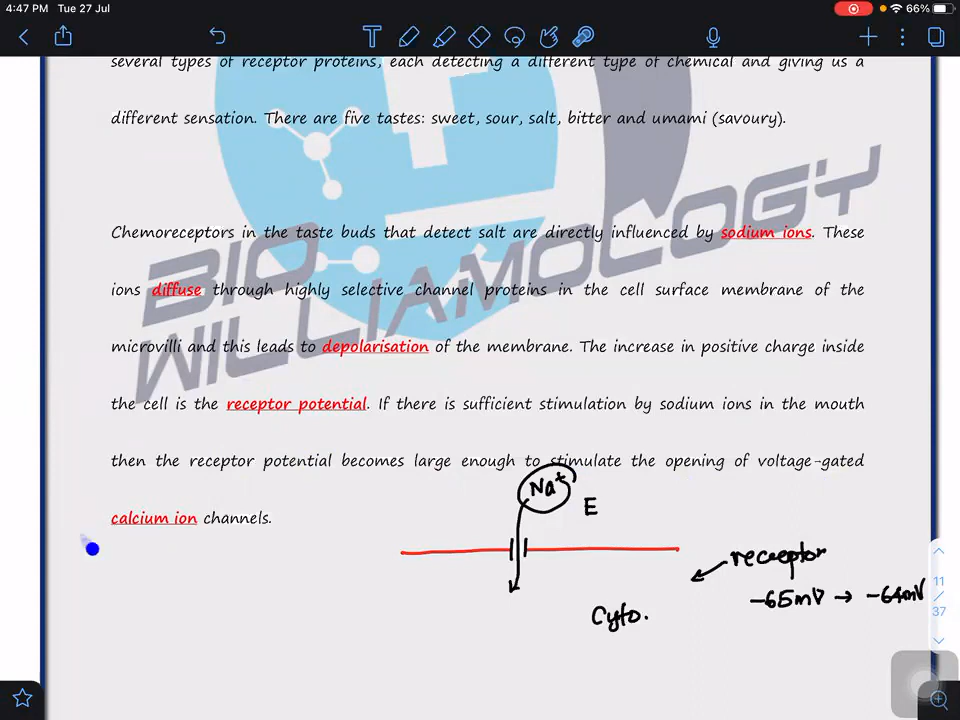 4:47 PM Tue 27 Jul
66%
several types of receptor proteins, each detecting a different type of chemical and giving us a
different sensation. There are five tastes: sweet, sour, salt, bitter and umami (savoury).
Chemoreceptors in the taste buds that detect salt are directly influenced by sodium ions. These
ions diffuse through highly selective channel proteins in the cell surface membrane of the
microvilli and this leads to depolarisation of the membrane. The increase in positive charge inside
the cell is the receptor potential. If there is sufficient stimulation by sodium ions in the mouth
then the receptor potential becomes large enough to stimulate the opening of voltage-gated
calcium ion channels.
BIO
WILLIAMOLOGY
Na+
E
receptor
-65mV → -64mV
Cyto.
11
/
37